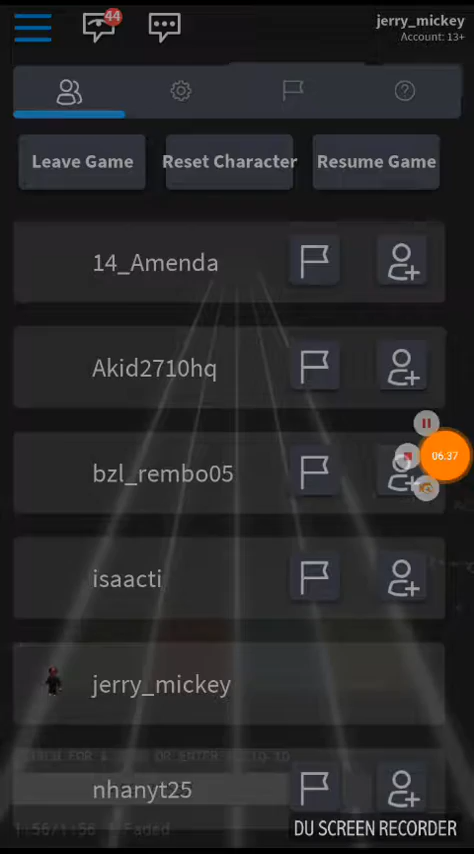 44
jerry_mickey
Account: 13+
Leave Game
Reset Character
Resume Game
14_Amenda
Akid2710hq
06:37
bzl_rembo05
isaacti
jerry_mickey
nhanyt25
1:56/1:56 | Faded
DU SCREEN RECORDER